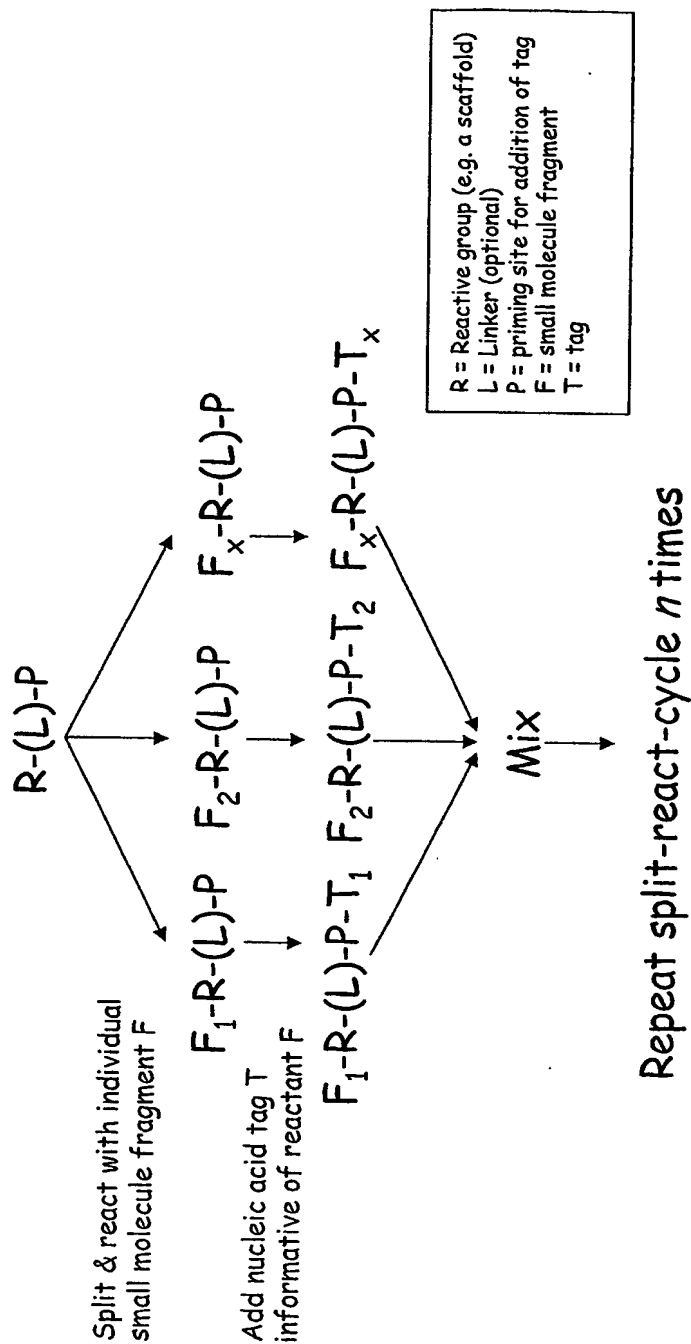 R-(L)-P
Split & react with individual
small molecule fragment F
F₁-R-(L)-P F₂-R-(L)-P Fₓ-R-(L)-P
Add nucleic acid tag T
informative of reactant F
F₁-R-(L)-P-T₁ F₂-R-(L)-P-T₂ Fₓ-R-(L)-P-Tₓ
Mix
Repeat split-react-cycle n times
R = Reactive group (e.g. a scaffold)
L = Linker (optional)
P = priming site for addition of tag
F = small molecule fragment
T = tag